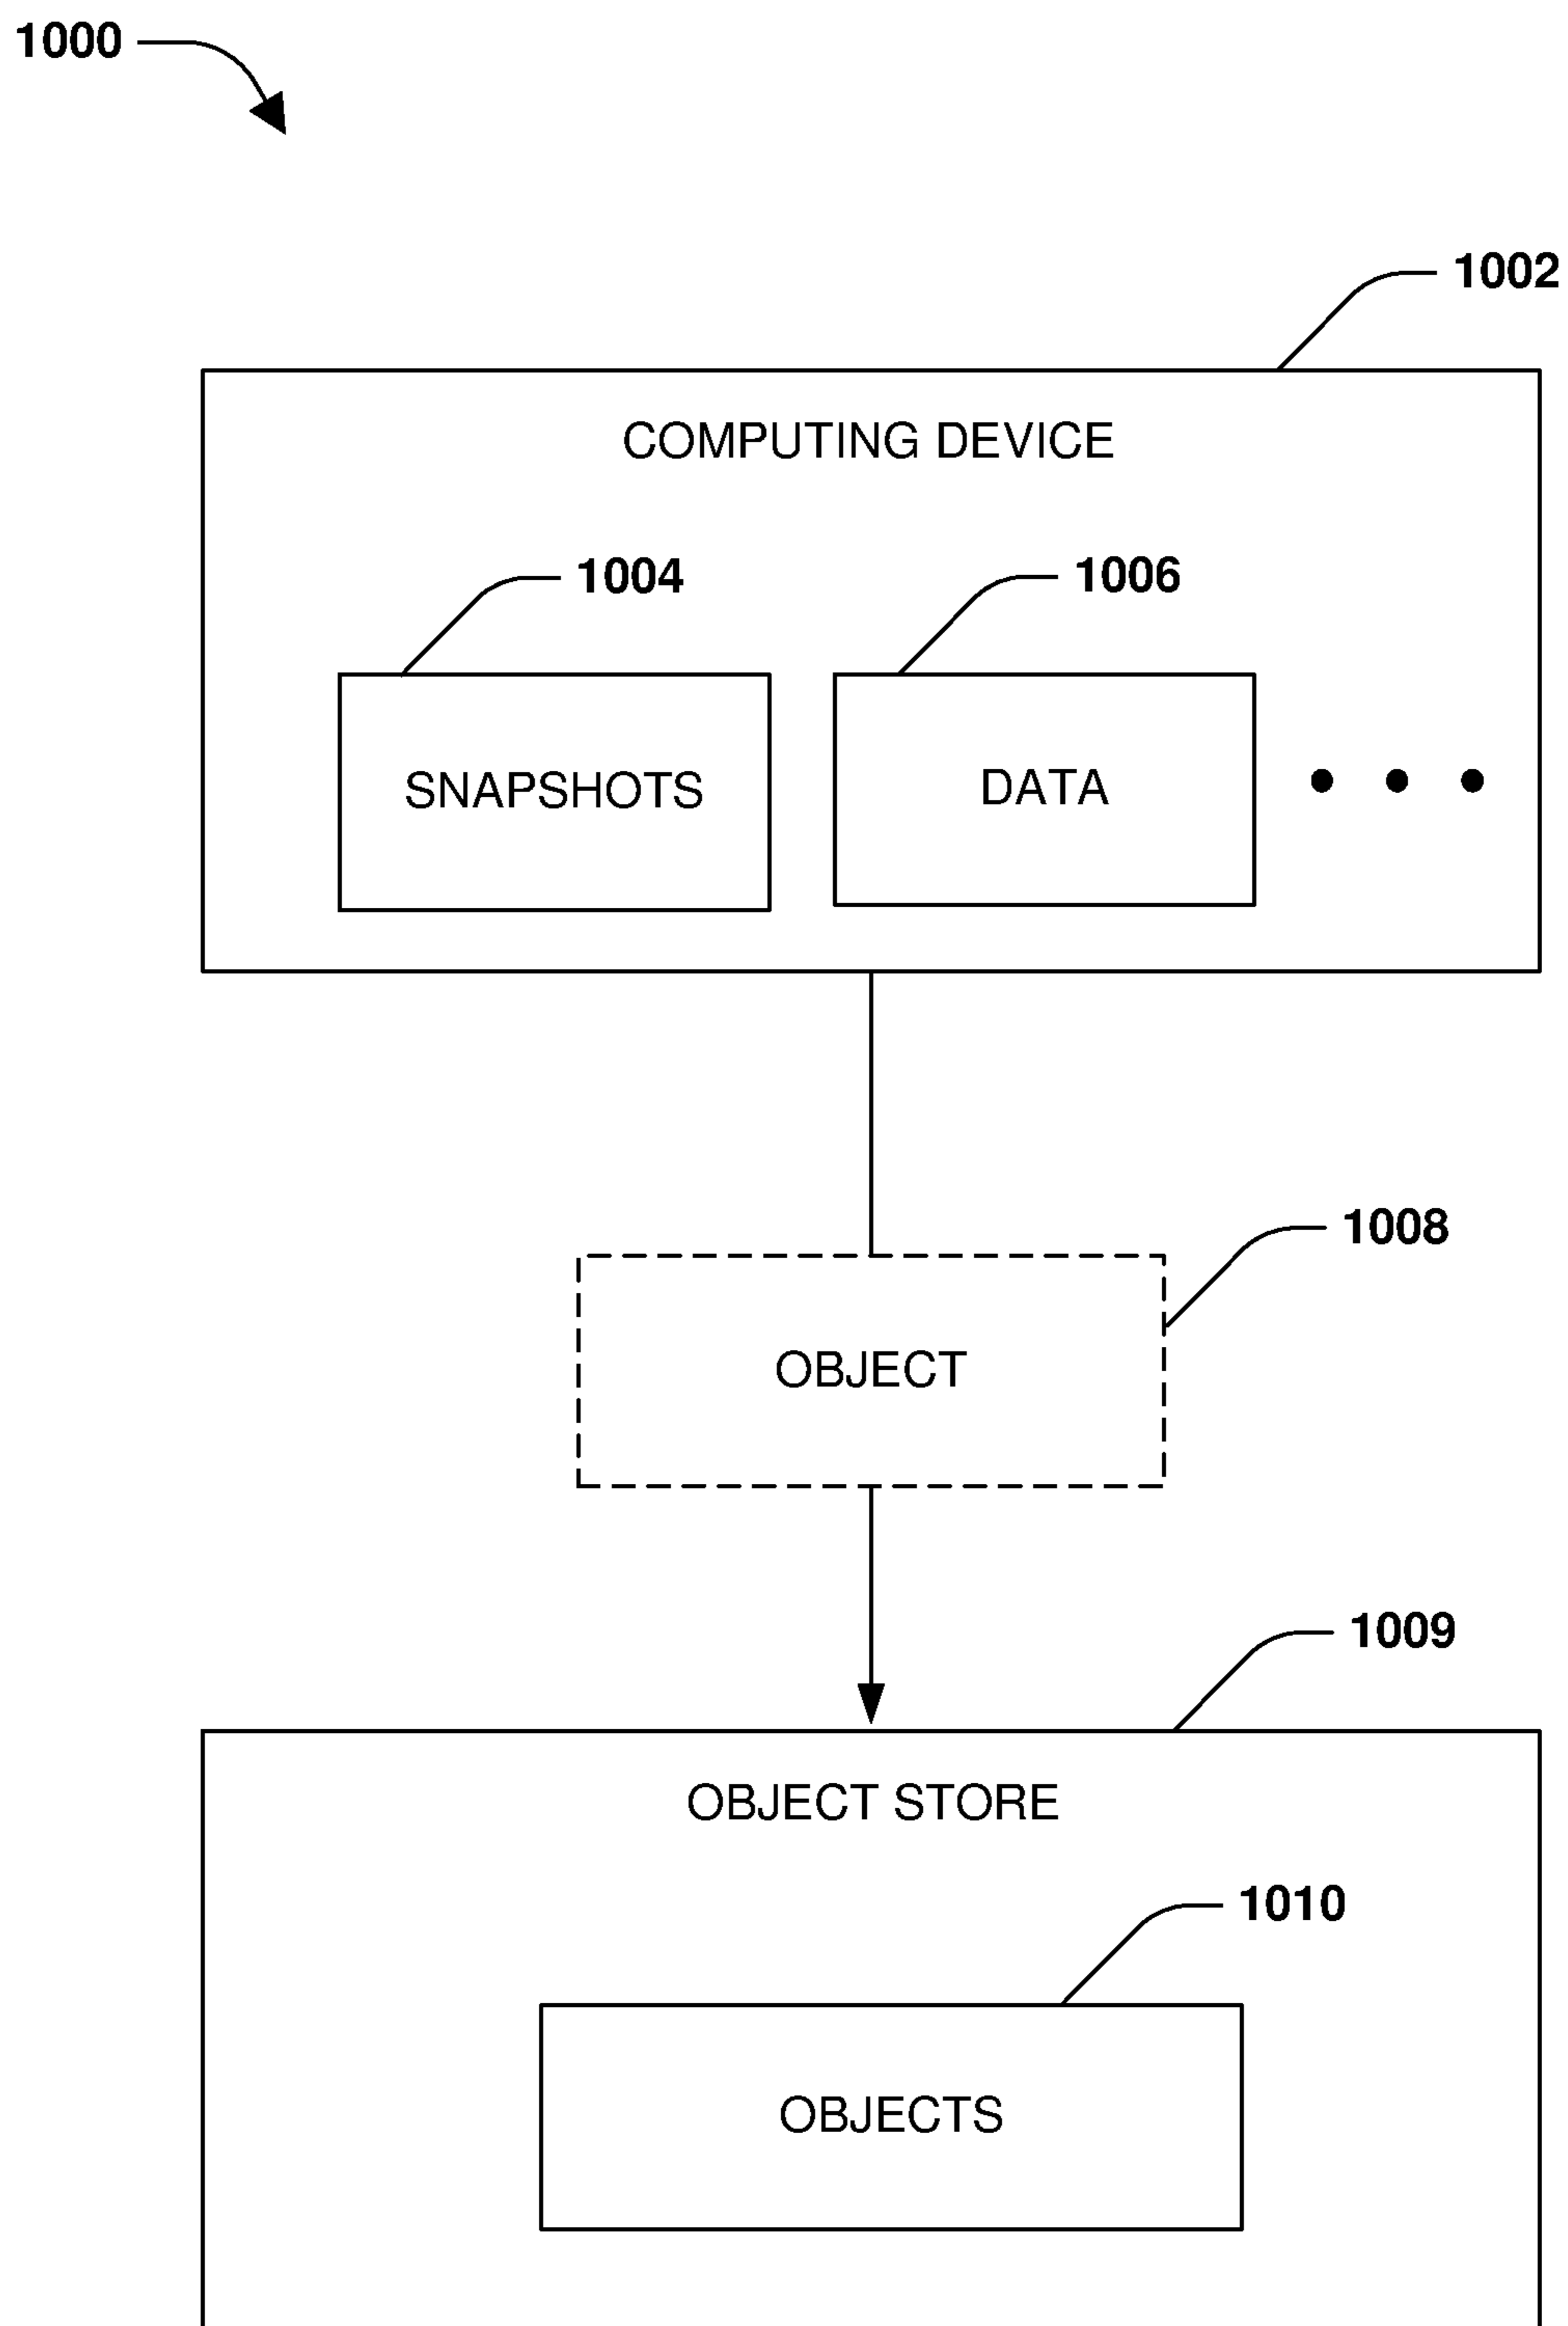 1000
1002
COMPUTING DEVICE
1004
1006
SNAPSHOTS
DATA
1008
OBJECT
1009
OBJECT STORE
1010
OBJECTS